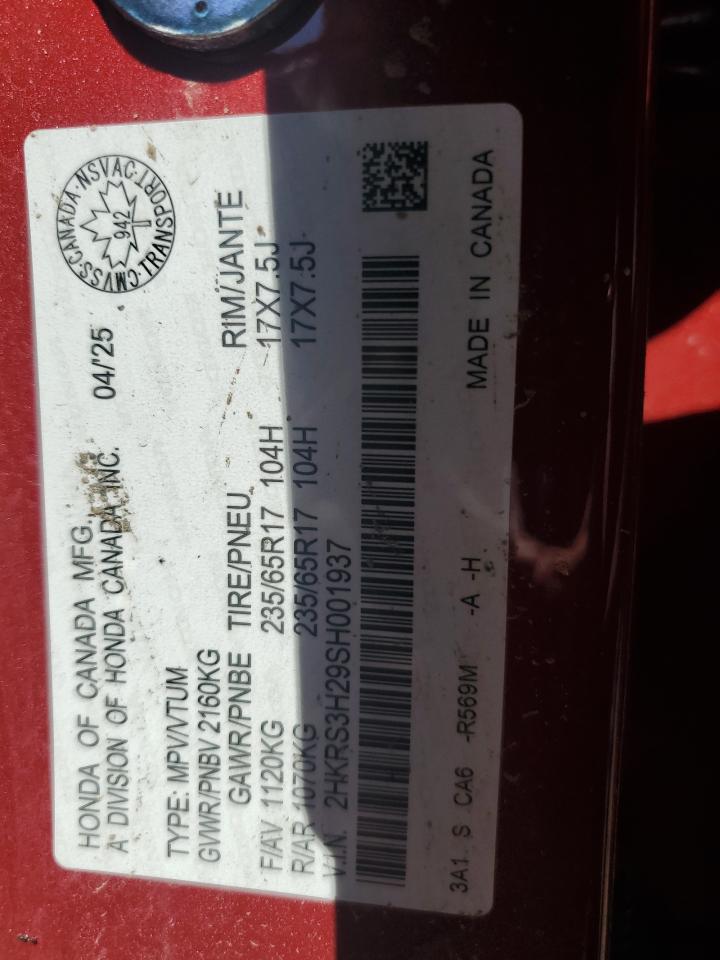 HONDA OF CANADA MFG.
A DIVISION OF HONDA CANADA INC. 04/'25
CMVSS·CANADA·NSVAC·TRANSPORT
942
TYPE: MPV/VTUM
GVWR/PNBV 2160KG
GAWR/PNBE TIRE/PNEU RIM/JANTE
F/AV 1120KG 235/65R17 104H 17X7.5J
R/AR 1070KG 235/65R17 104H 17X7.5J
V.I.N. 2HKRS3H29SH001937
3A1 S CA6 -R569M -A -H MADE IN CANADA